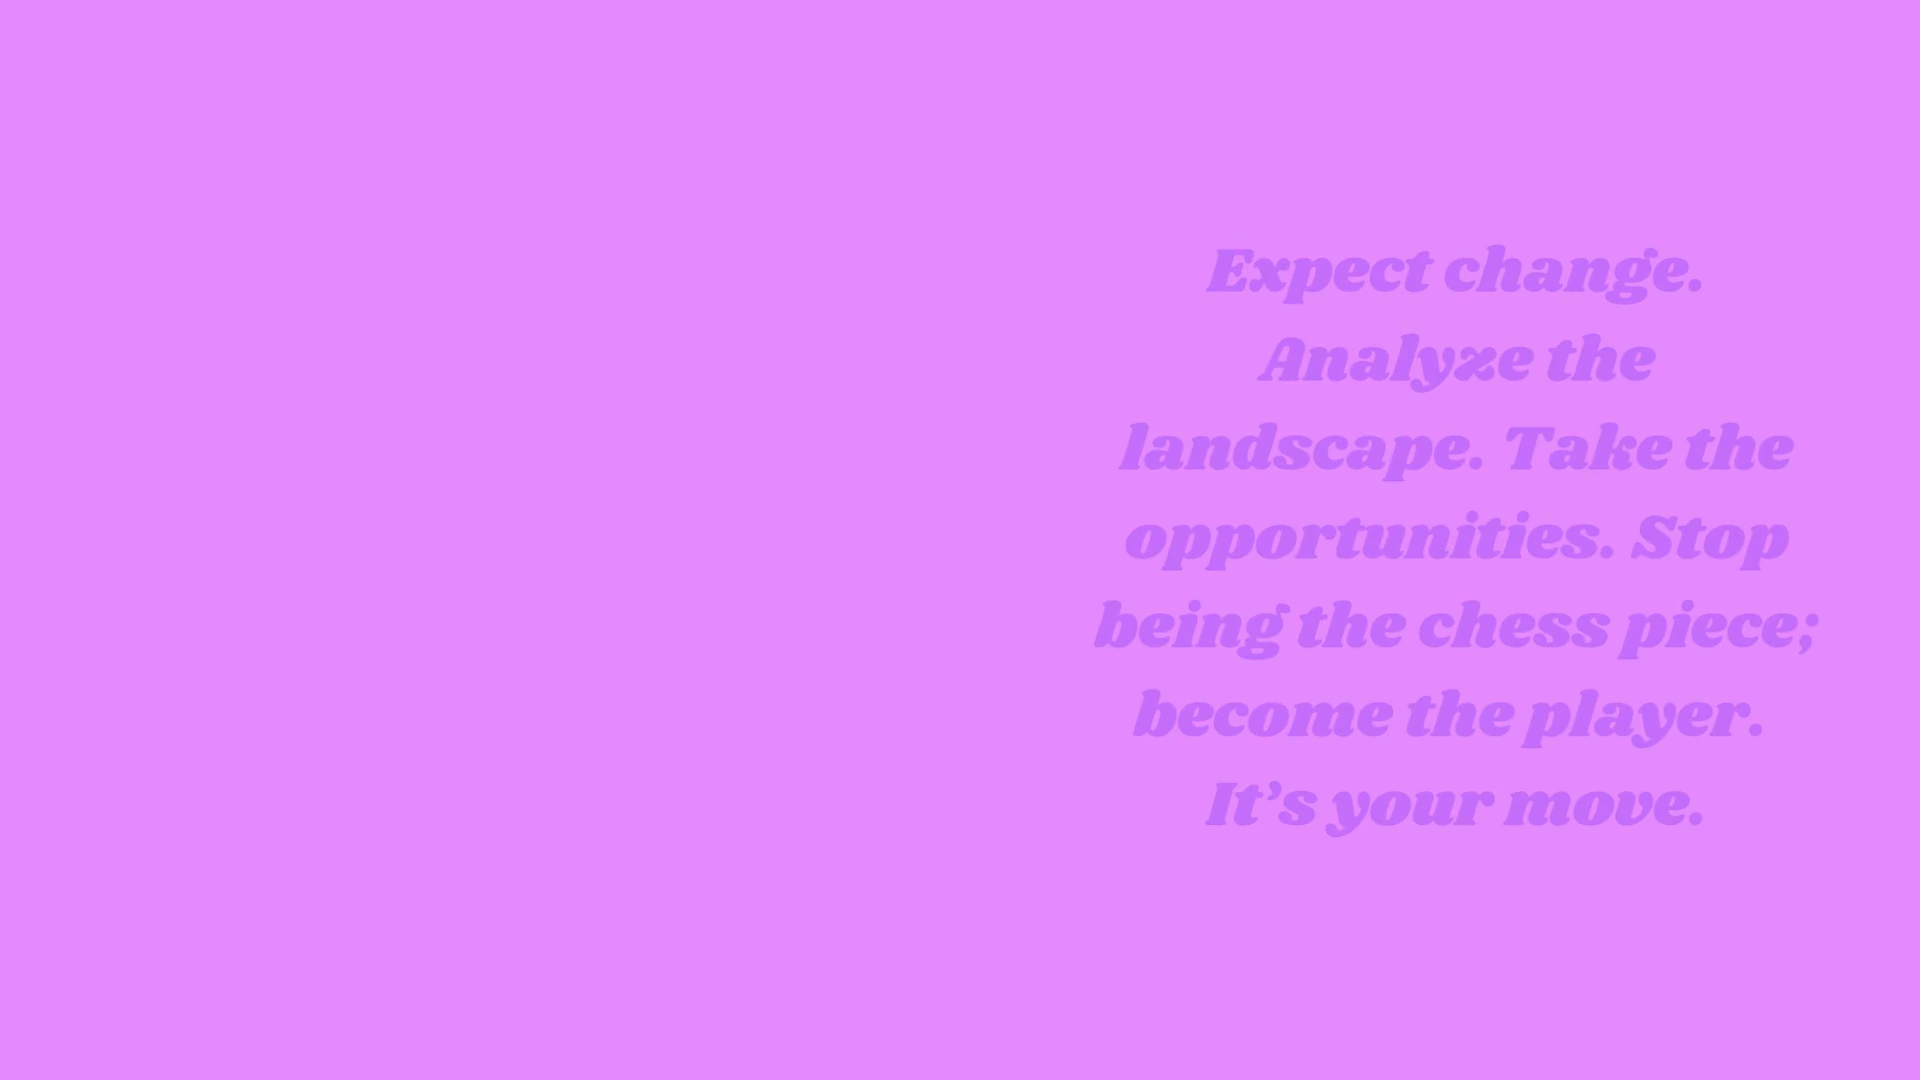 Expect change.
Analyze the
landscape. Take the
opportunities. Stop
being the chess piece;
become the player.
It’s your move.